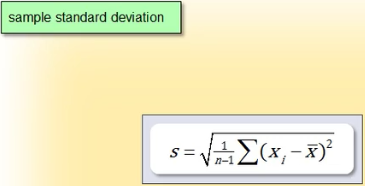 sample standard deviation
s = √(1/(n–1) ∑(xᵢ – x̄)²)